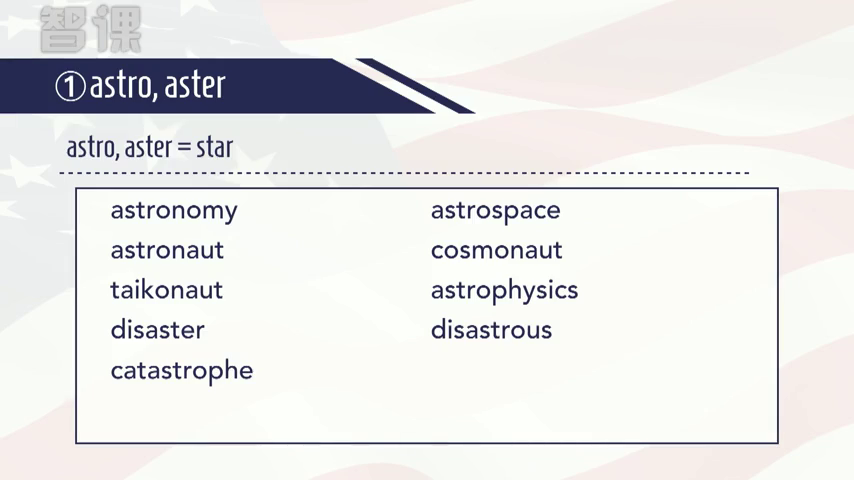 智课
①astro, aster
astro, aster = star
astronomy astrospace
astronaut cosmonaut
taikonaut astrophysics
disaster disastrous
catastrophe